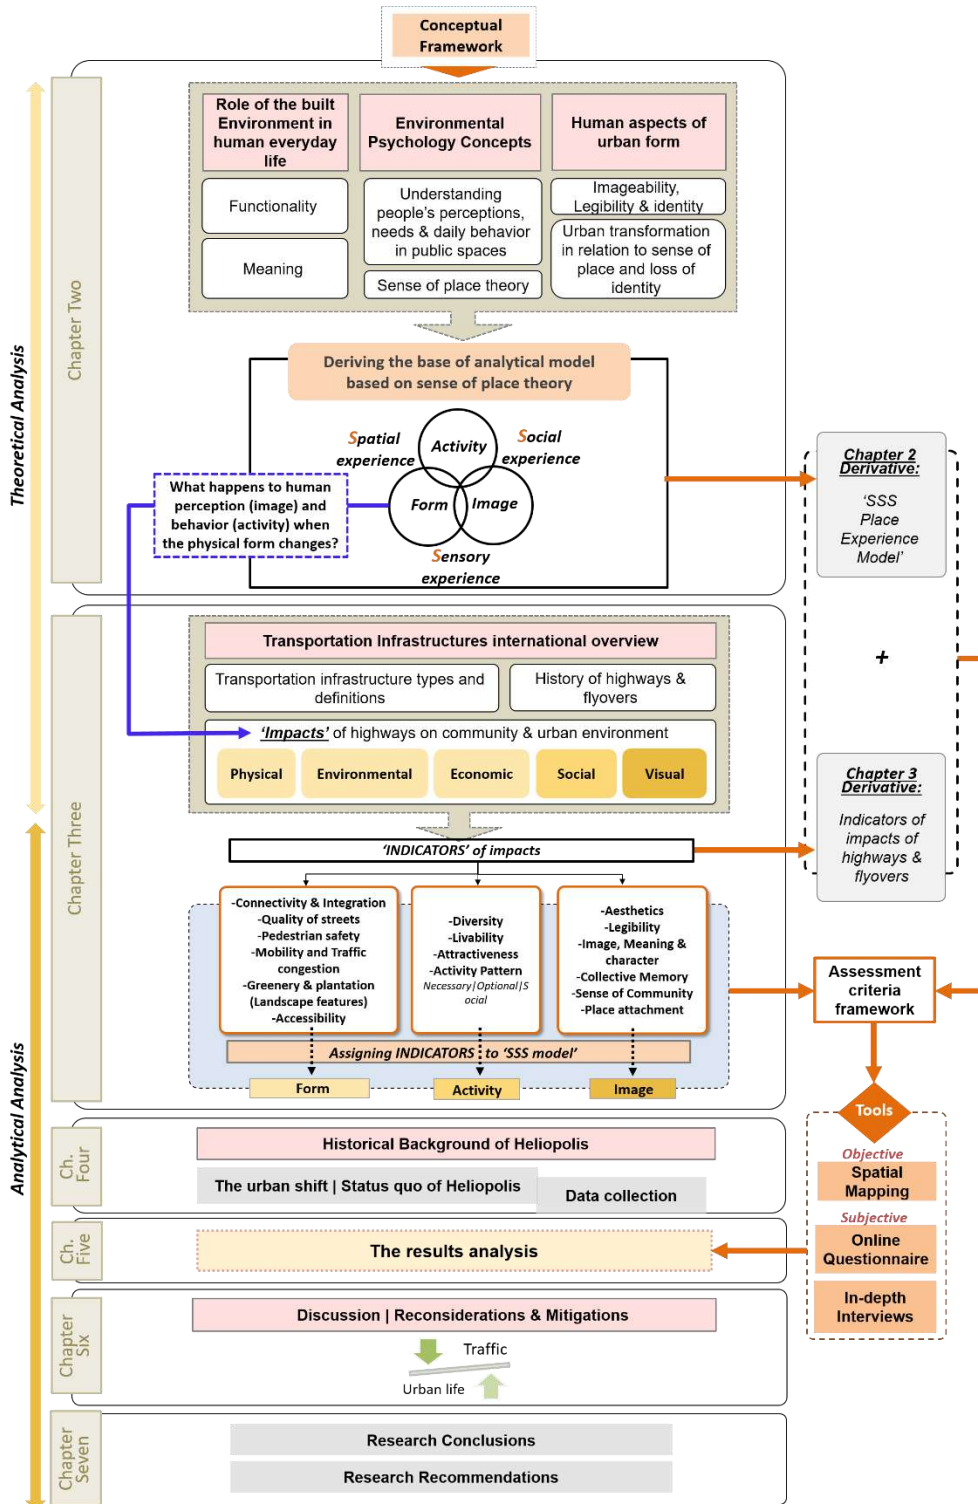 Conceptual
Framework
Theoretical Analysis
Analytical Analysis
Chapter Two
Role of the built
Environment in
human everyday
life
Functionality
Meaning
Environmental
Psychology Concepts
Understanding
people's perceptions,
needs & daily behavior
in public spaces
Sense of place theory
Human aspects of
urban form
Imageability,
Legibility & identity
Urban transformation
in relation to sense of
place and loss of
identity
Deriving the base of analytical model
based on sense of place theory
Spatial
experience
Activity
Social
experience
Form
Image
Sensory
experience
What happens to human
perception (image) and
behavior (activity) when
the physical form changes?
Chapter 2
Derivative:
'SSS
Place
Experience
Model'
+
Chapter 3
Derivative:
Indicators of
impacts of
highways &
flyovers
Chapter Three
Transportation Infrastructures international overview
Transportation infrastructure types and
definitions
History of highways &
flyovers
'Impacts' of highways on community & urban environment
Physical
Environmental
Economic
Social
Visual
'INDICATORS' of impacts
-Connectivity & Integration
-Quality of streets
-Pedestrian safety
-Mobility and Traffic
congestion
-Greenery & plantation
(Landscape features)
-Accessibility
-Diversity
-Livability
-Attractiveness
-Activity Pattern
Necessary|Optional|S
ocial
-Aesthetics
-Legibility
-Image, Meaning &
character
-Collective Memory
-Sense of Community
-Place attachment
Assigning INDICATORS to 'SSS model'
Form
Activity
Image
Assessment
criteria
framework
Tools
Objective
Spatial
Mapping
Subjective
Online
Questionnaire
In-depth
Interviews
Ch.
Four
Historical Background of Heliopolis
The urban shift | Status quo of Heliopolis
Data collection
Ch.
Five
The results analysis
Chapter
Six
Discussion | Reconsiderations & Mitigations
Traffic
Urban life
Chapter
Seven
Research Conclusions
Research Recommendations